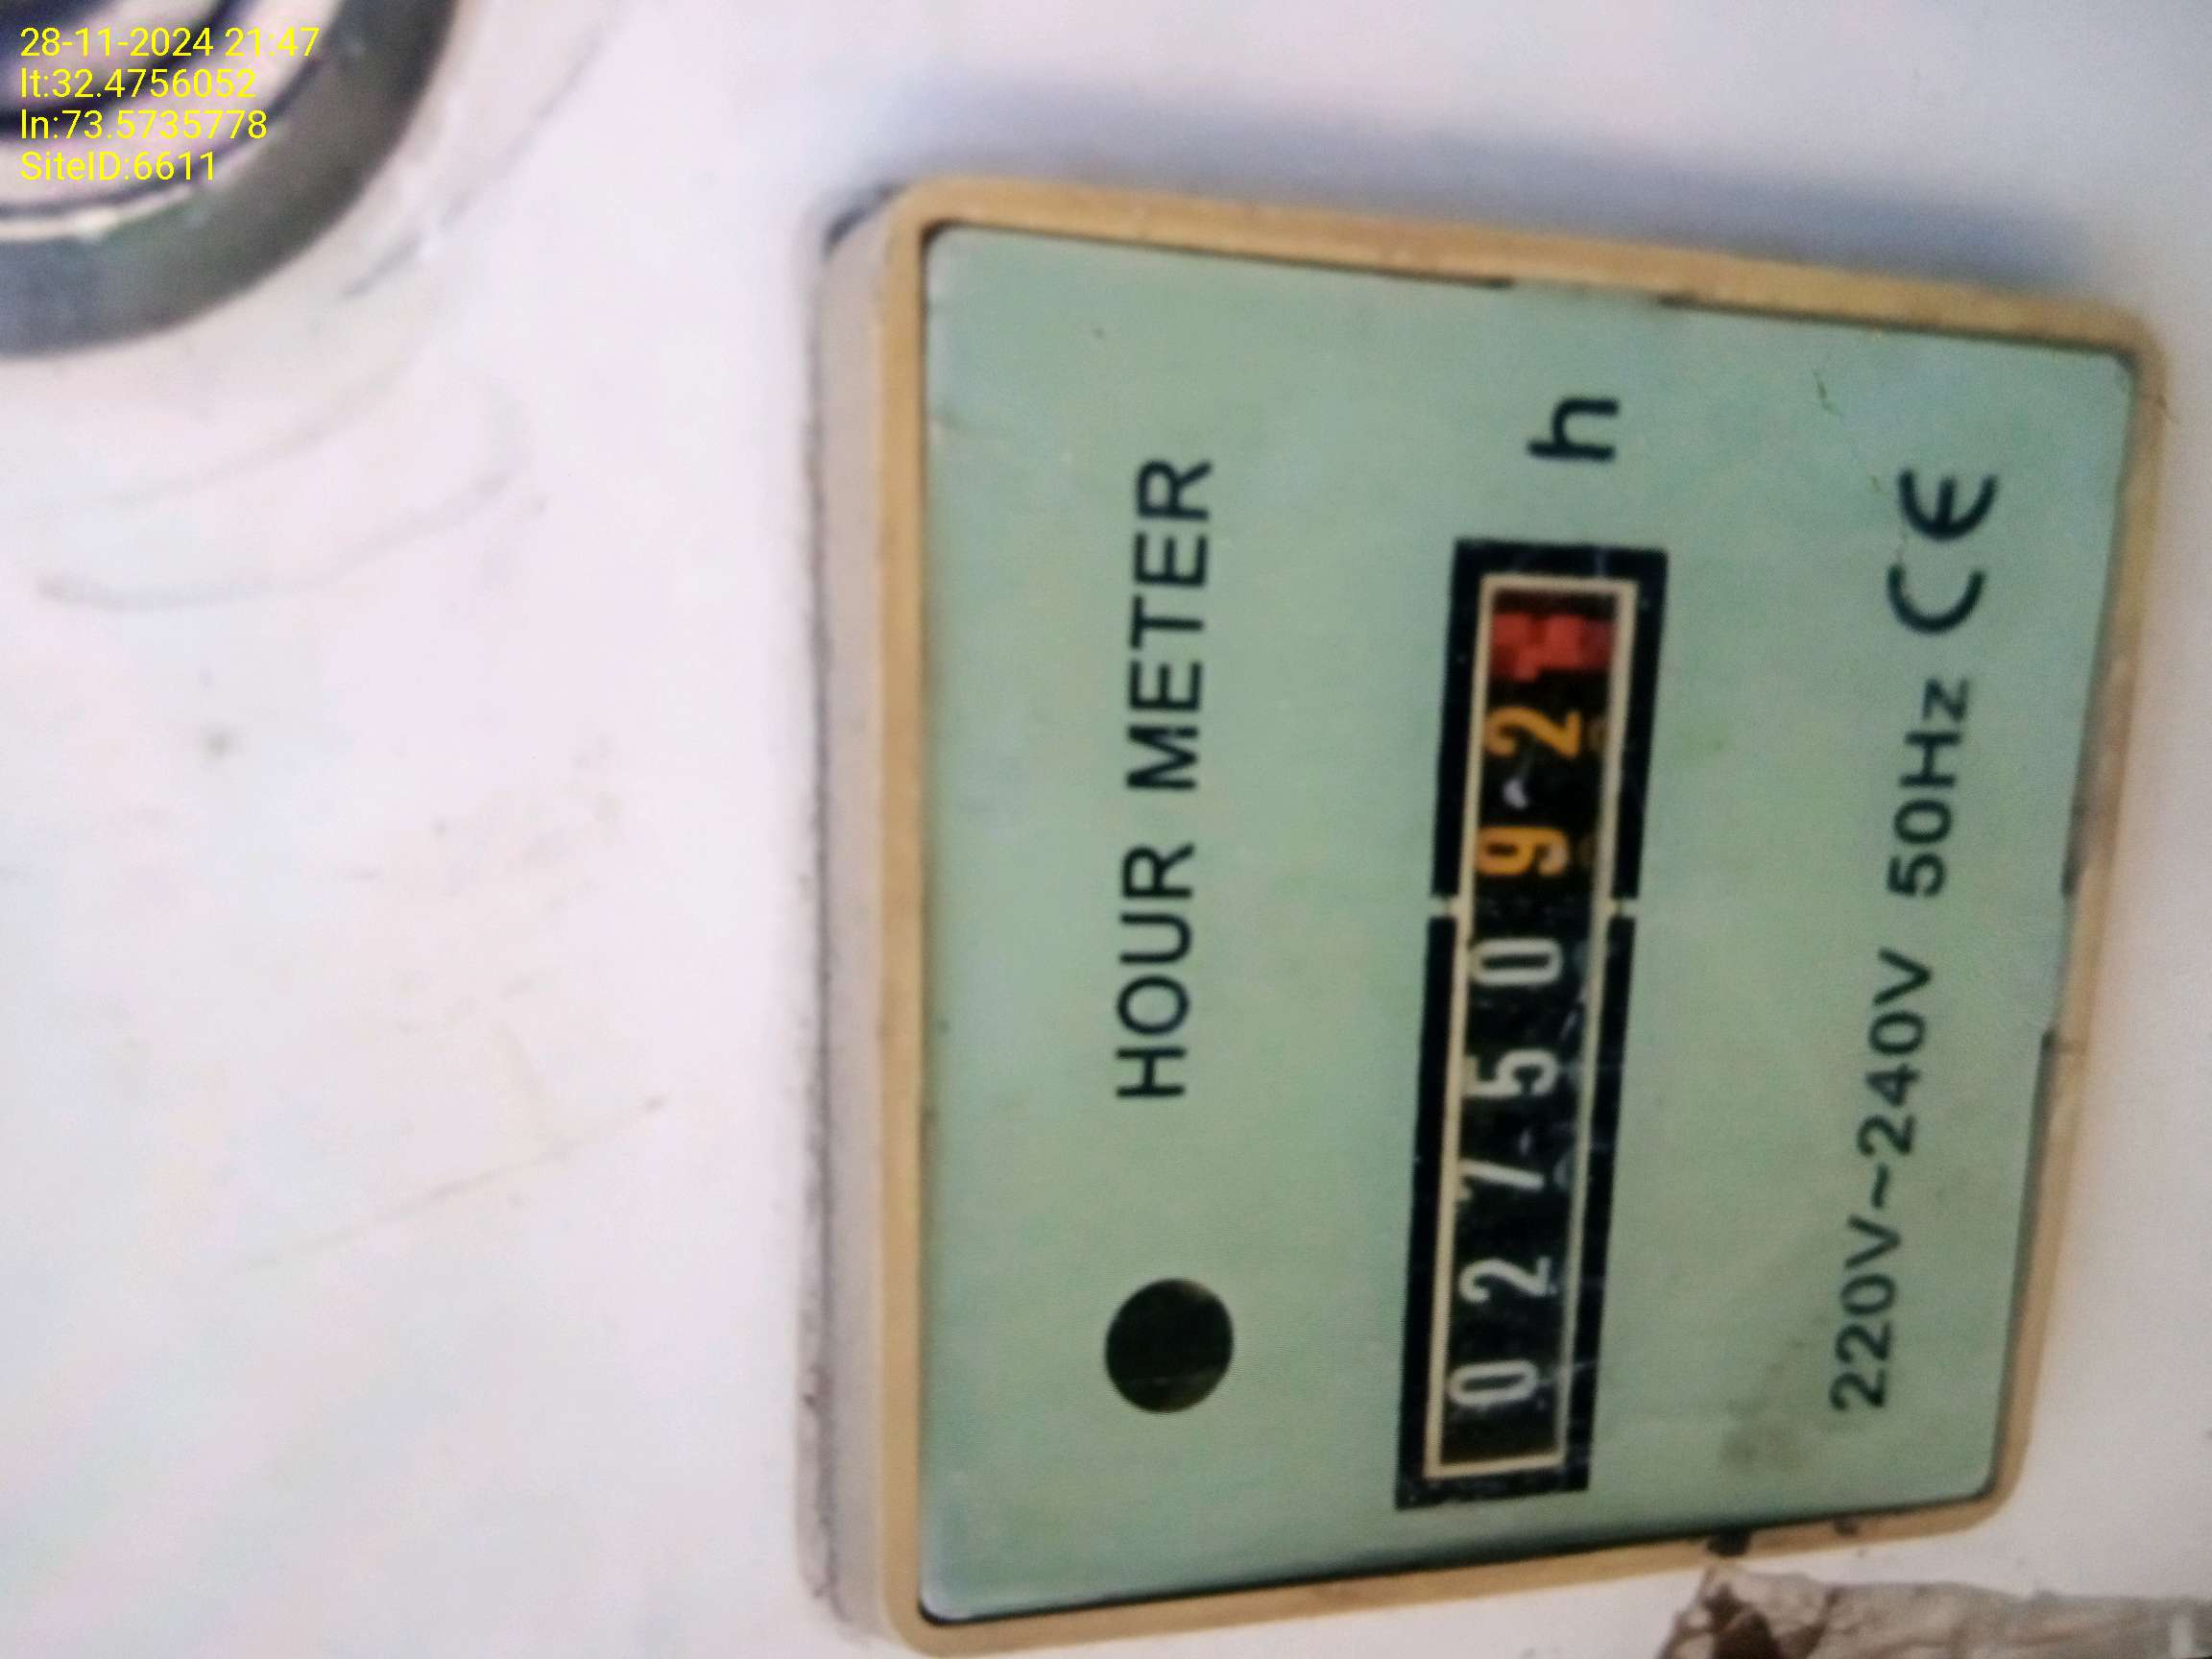 28-11-2024 21:47
lt:32.4756052
ln:73.5735778
SiteID:6611
HOUR METER
0275092 h
220V~240V 50Hz CE